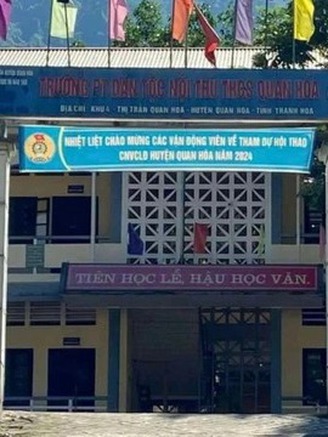 TRƯỜNG PT DÂN TỘC NỘI TRÚ THCS QUAN HÓA
ĐỊA CHỈ: KHU 4 - THỊ TRẤN QUAN HÓA - HUYỆN QUAN HÓA - TỈNH THANH HÓA
NHIỆT LIỆT CHÀO MỪNG CÁC VẬN ĐỘNG VIÊN VỀ THAM DỰ HỘI THAO
CNVCLĐ HUYỆN QUAN HÓA NĂM 2024
TIÊN HỌC LỄ, HẬU HỌC VĂN.